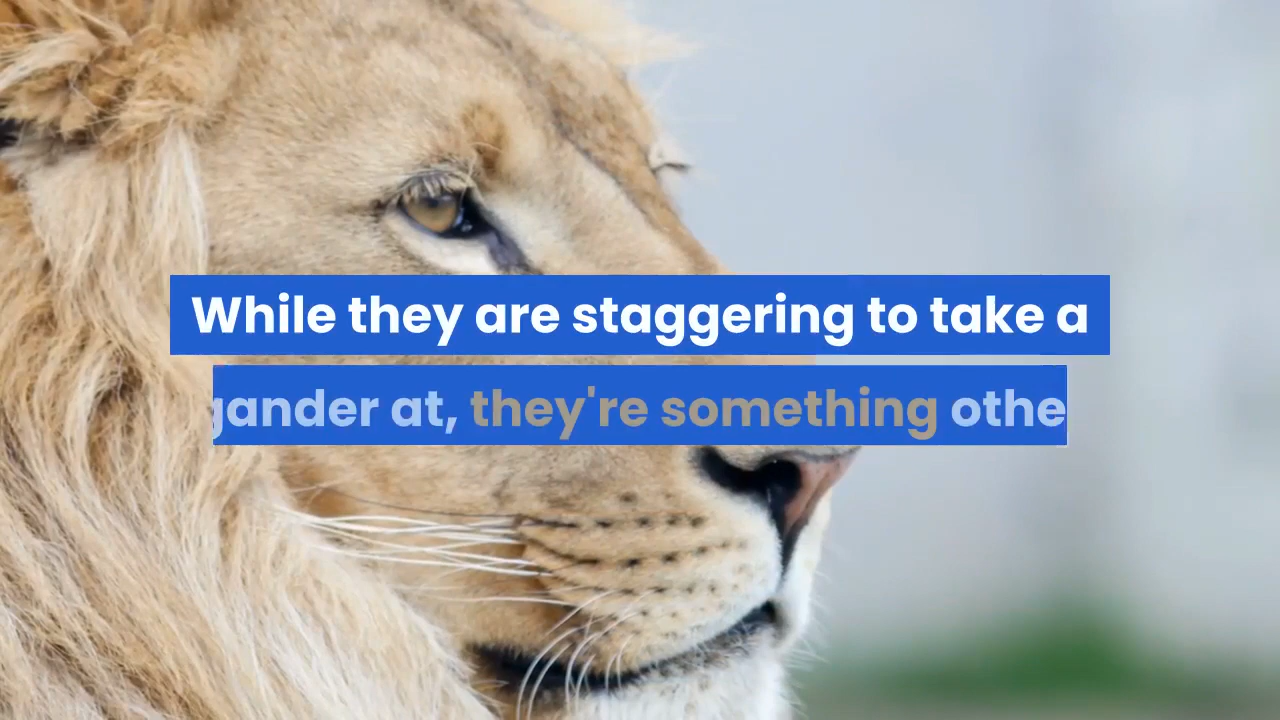 While they are staggering to take a
gander at, they're something othe